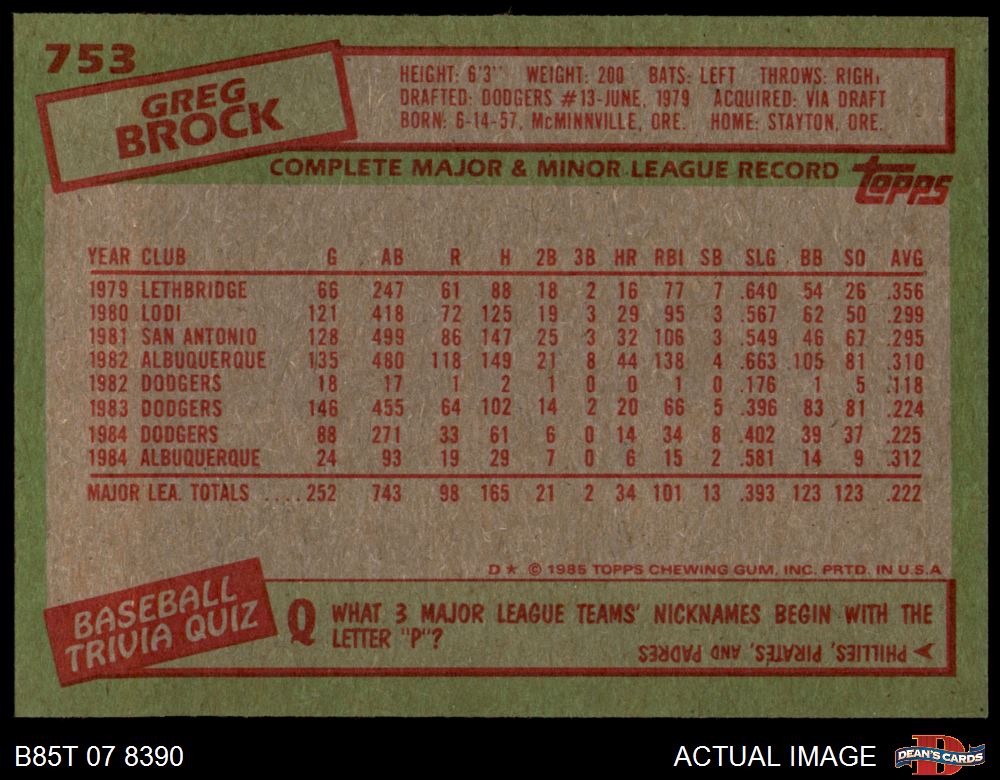 753
GREG
BROCK
HEIGHT: 6'3" WEIGHT: 200 BATS: LEFT THROWS: RIGHT
DRAFTED: DODGERS #13-JUNE, 1979 ACQUIRED: VIA DRAFT
BORN: 6-14-57, McMINNVILLE, ORE. HOME: STAYTON, ORE.
COMPLETE MAJOR & MINOR LEAGUE RECORD
TOPPS
YEAR CLUB G AB R H 2B 3B HR RBI SB SLG BB SO AVG
1979 LETHBRIDGE 66 247 61 88 18 2 16 77 7 .640 54 26 .356
1980 LODI 121 418 72 125 19 3 29 95 3 .567 62 50 .299
1981 SAN ANTONIO 128 499 86 147 25 3 32 106 3 .549 46 67 .295
1982 ALBUQUERQUE 135 480 118 149 21 8 44 138 4 .663 105 81 .310
1982 DODGERS 18 17 1 2 1 0 0 1 0 .176 1 5 .118
1983 DODGERS 146 455 64 102 14 2 20 66 5 .396 83 81 .224
1984 DODGERS 88 271 33 61 6 0 14 34 8 .402 39 37 .225
1984 ALBUQUERQUE 24 93 19 29 7 0 6 15 2 .581 14 9 .312
MAJOR LEA. TOTALS ....252 743 98 165 21 2 34 101 13 .393 123 123 .222
D★ © 1985 TOPPS CHEWING GUM, INC. PRTD. IN U.S.A
BASEBALL
TRIVIA QUIZ
Q WHAT 3 MAJOR LEAGUE TEAMS' NICKNAMES BEGIN WITH THE
LETTER "P"?
PHILLIES, PIRATES, AND PADRES
B85T 07 8390
ACTUAL IMAGE
D
DEAN'S CARDS